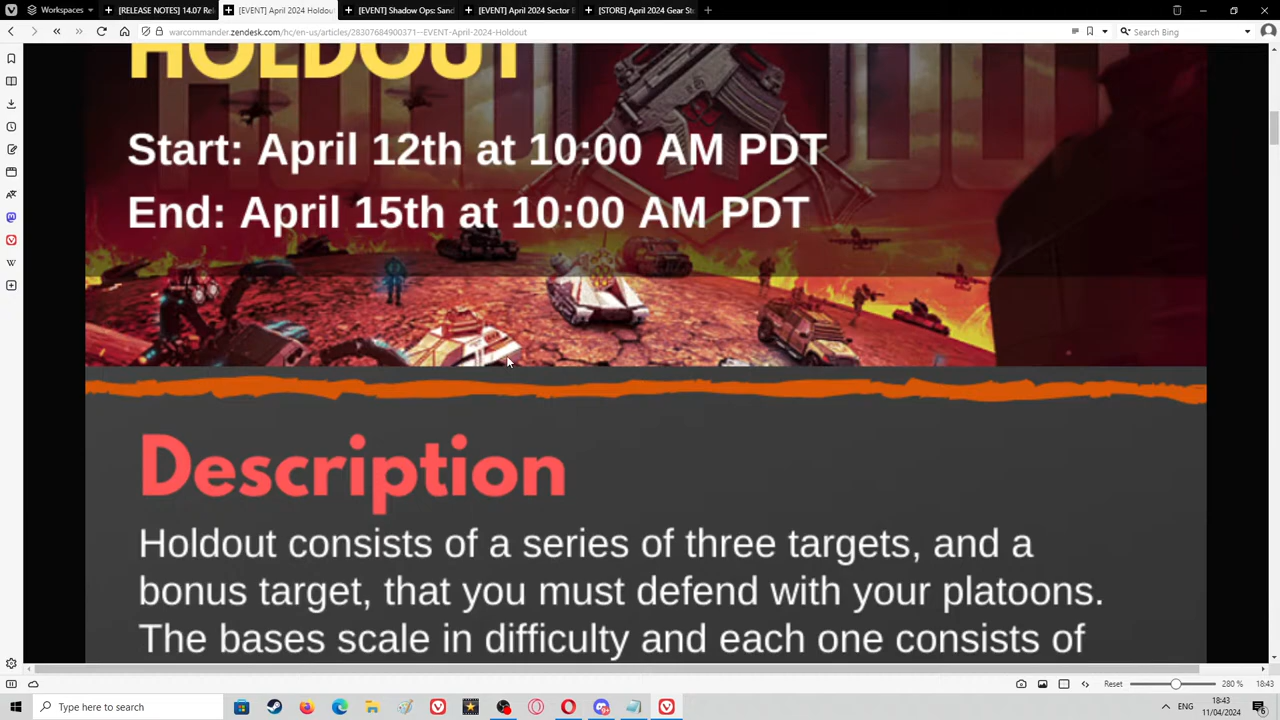 Workspaces
[RELEASE NOTES] 14.07 Re
[EVENT] April 2024 Holdou
[EVENT] Shadow Ops: Sand
[EVENT] April 2024 Sector
[STORE] April 2024 Gear St
warcommander.zendesk.com/hc/en-us/articles/28307684900371--EVENT-April-2024-Holdout
Search Bing
HOLDOUT
Start: April 12th at 10:00 AM PDT
End: April 15th at 10:00 AM PDT
Description
Holdout consists of a series of three targets, and a
bonus target, that you must defend with your platoons.
The bases scale in difficulty and each one consists of
Reset
280 %
18:43
Type here to search
ENG
18:43
11/04/2024
6